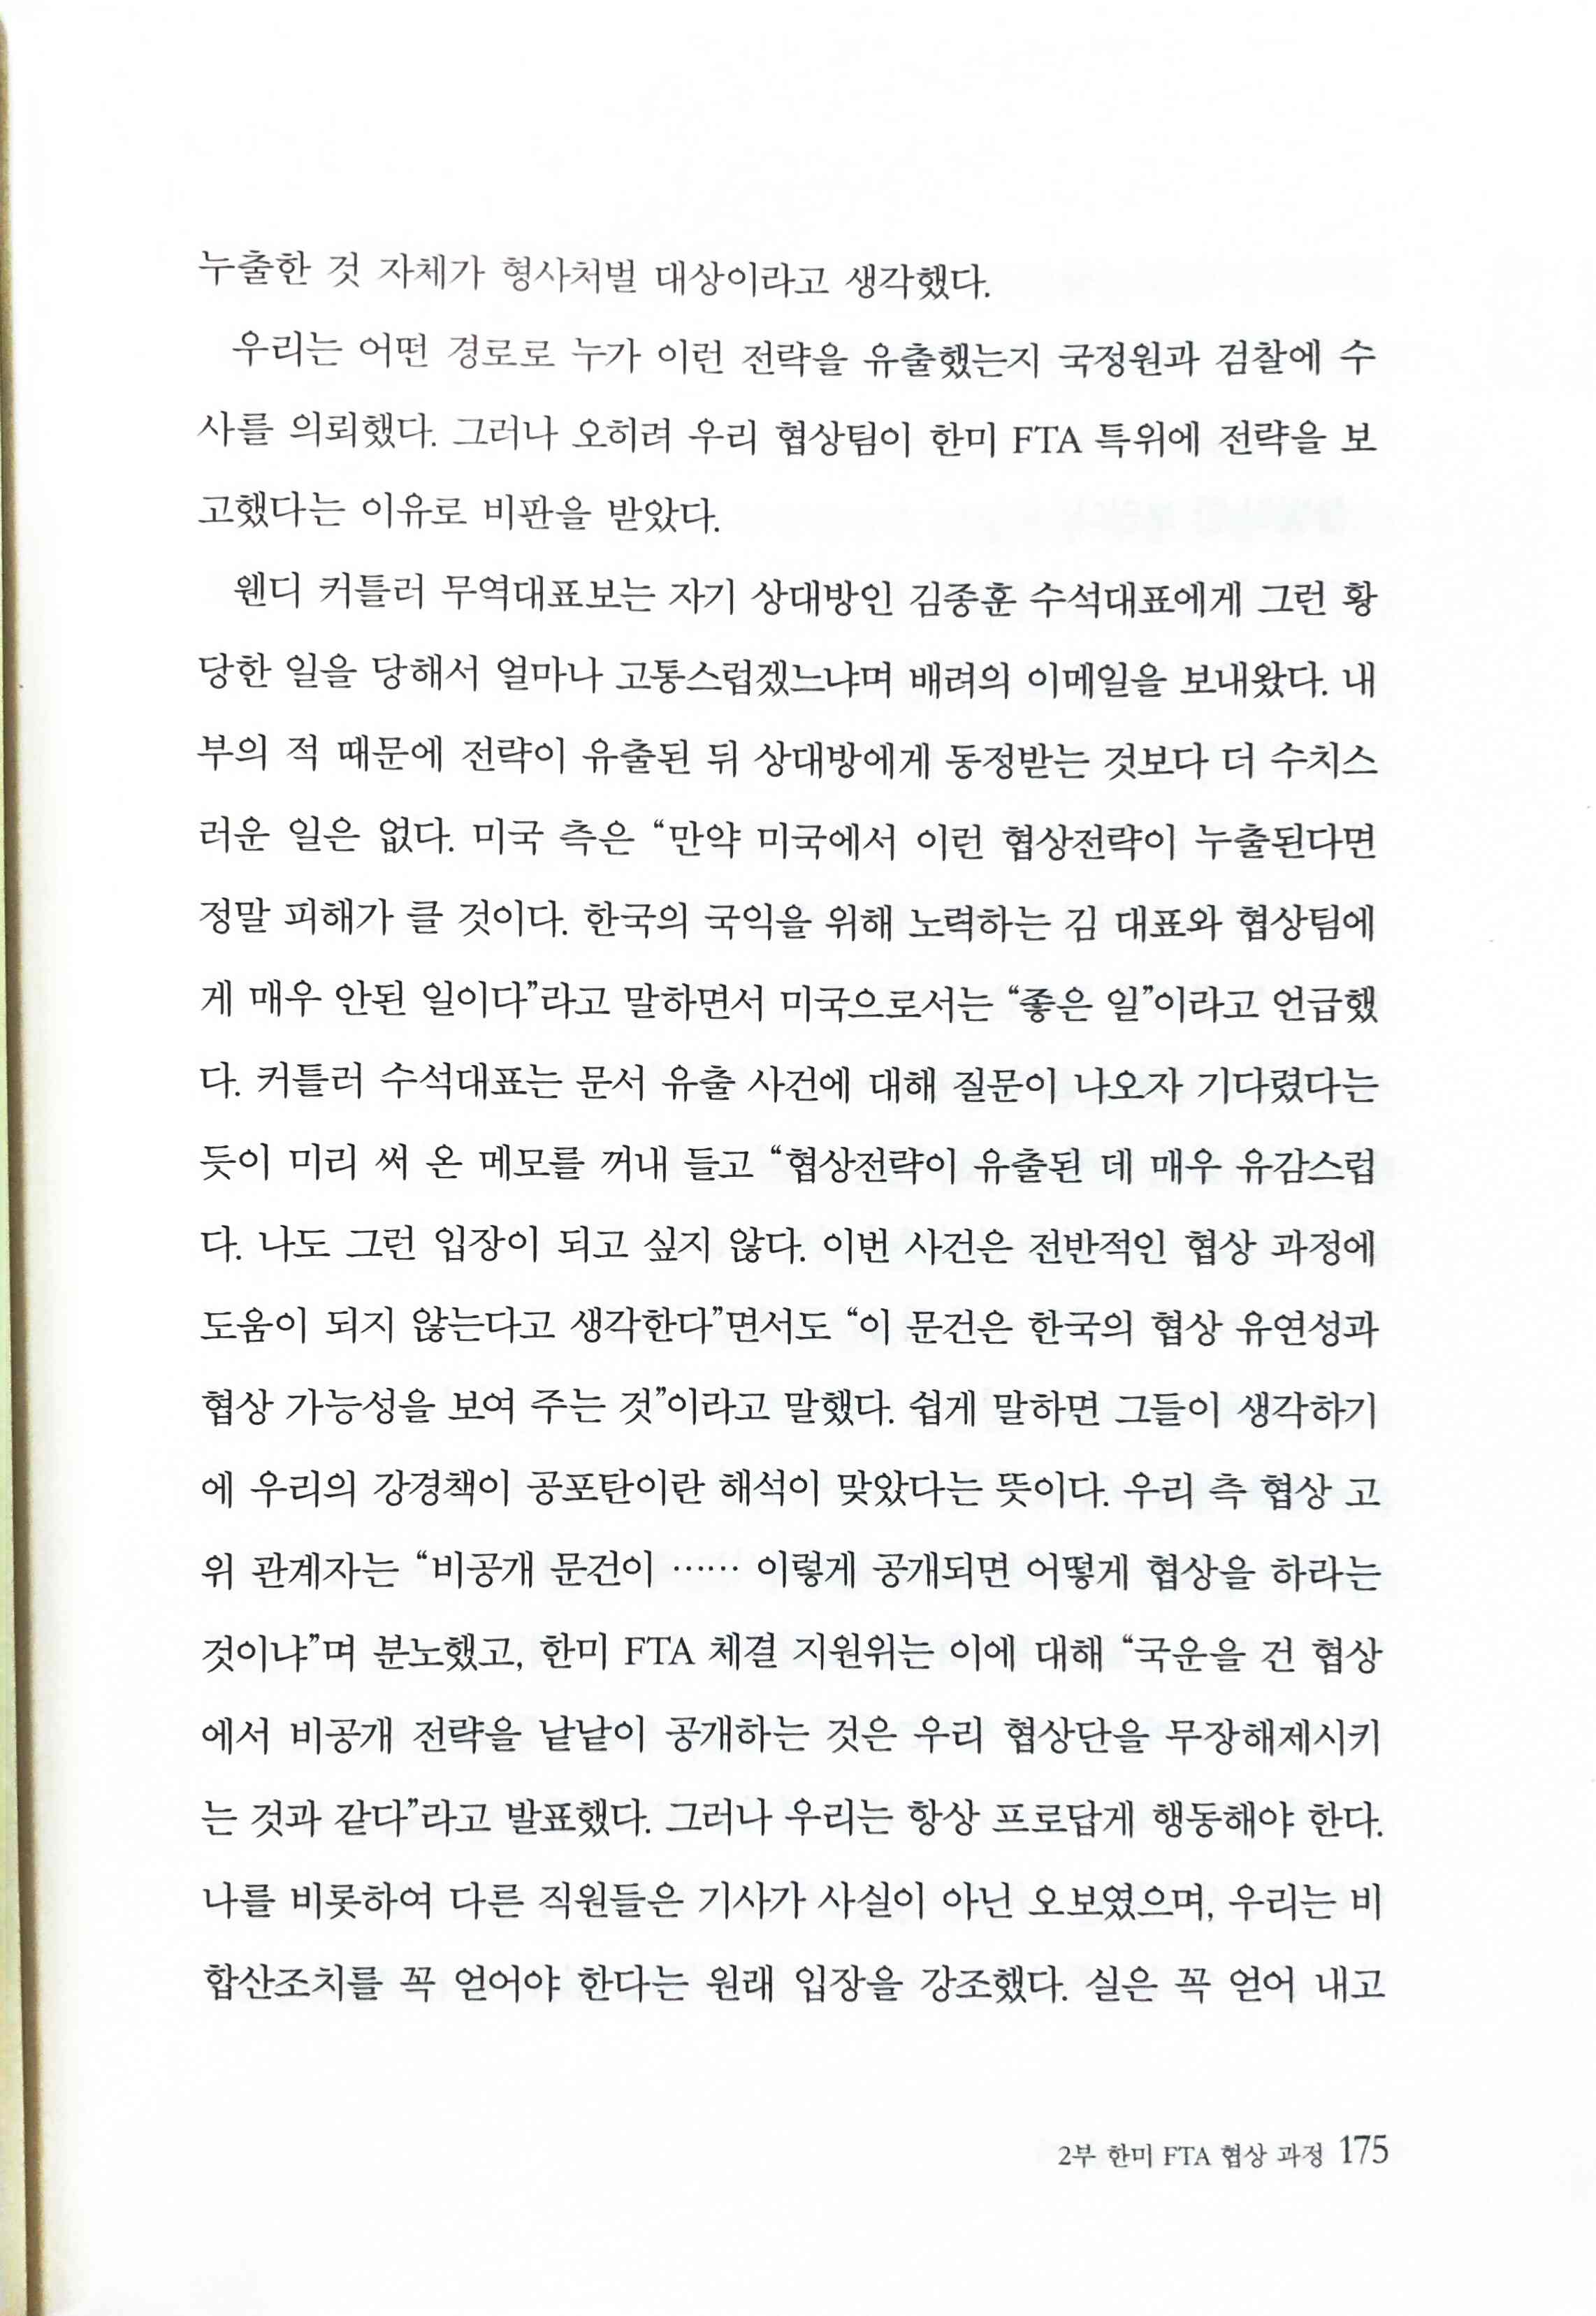 누출한 것 자체가 형사처벌 대상이라고 생각했다.
우리는 어떤 경로로 누가 이런 전략을 유출했는지 국정원과 검찰에 수
사를 의뢰했다. 그러나 오히려 우리 협상팀이 한미 FTA 특위에 전략을 보
고했다는 이유로 비판을 받았다.
웬디 커틀러 무역대표보는 자기 상대방인 김종훈 수석대표에게 그런 황
당한 일을 당해서 얼마나 고통스럽겠느냐며 배려의 이메일을 보내왔다. 내
부의 적 때문에 전략이 유출된 뒤 상대방에게 동정받는 것보다 더 수치스
러운 일은 없다. 미국 측은 “만약 미국에서 이런 협상전략이 누출된다면
정말 피해가 클 것이다. 한국의 국익을 위해 노력하는 김 대표와 협상팀에
게 매우 안된 일이다”라고 말하면서 미국으로서는 “좋은 일”이라고 언급했
다. 커틀러 수석대표는 문서 유출 사건에 대해 질문이 나오자 기다렸다는
듯이 미리 써 온 메모를 꺼내 들고 “협상전략이 유출된 데 매우 유감스럽
다. 나도 그런 입장이 되고 싶지 않다. 이번 사건은 전반적인 협상 과정에
도움이 되지 않는다고 생각한다”면서도 “이 문건은 한국의 협상 유연성과
협상 가능성을 보여 주는 것”이라고 말했다. 쉽게 말하면 그들이 생각하기
에 우리의 강경책이 공포탄이란 해석이 맞았다는 뜻이다. 우리 측 협상 고
위 관계자는 “비공개 문건이 …… 이렇게 공개되면 어떻게 협상을 하라는
것이냐”며 분노했고, 한미 FTA 체결 지원위는 이에 대해 “국운을 건 협상
에서 비공개 전략을 낱낱이 공개하는 것은 우리 협상단을 무장해제시키
는 것과 같다”라고 발표했다. 그러나 우리는 항상 프로답게 행동해야 한다.
나를 비롯하여 다른 직원들은 기사가 사실이 아닌 오보였으며, 우리는 비
합산조치를 꼭 얻어야 한다는 원래 입장을 강조했다. 실은 꼭 얻어 내고
2부 한미 FTA 협상 과정 175